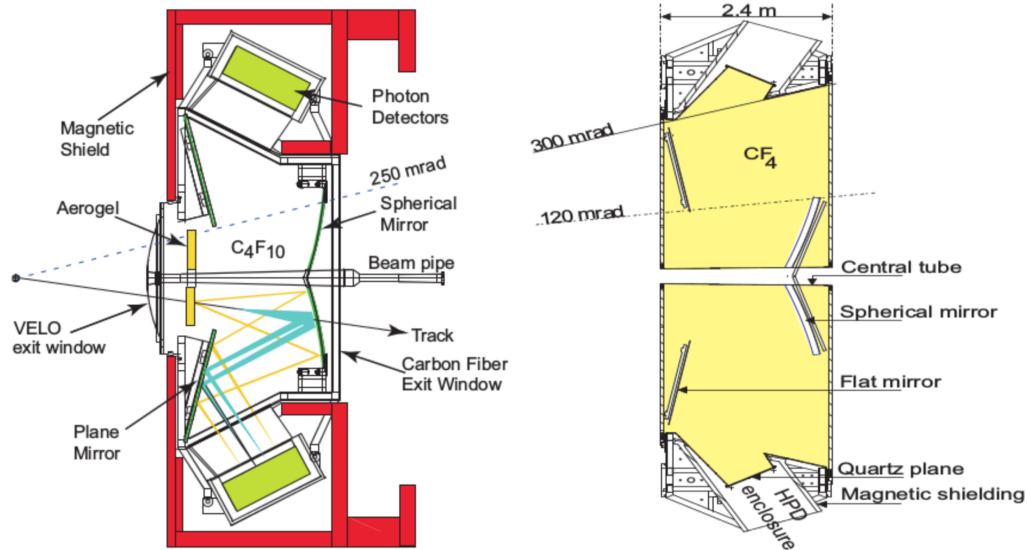 Magnetic
Shield
Photon
Detectors
250 mrad
Aerogel
Spherical
Mirror
C4F10
Beam pipe
VELO
exit window
Track
Carbon Fiber
Exit Window
Plane
Mirror
2.4 m
300 mrad
CF4
120 mrad
Central tube
Spherical mirror
Flat mirror
Quartz plane
Magnetic shielding
HPD
enclosure